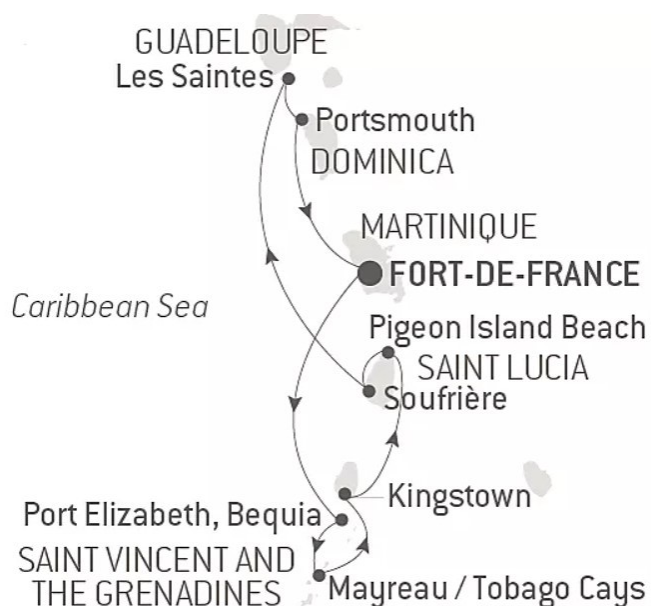 GUADELOUPE
Les Saintes
Portsmouth
DOMINICA
MARTINIQUE
FORT-DE-FRANCE
Caribbean Sea
Pigeon Island Beach
SAINT LUCIA
Soufrière
Kingstown
Port Elizabeth, Bequia
SAINT VINCENT AND
THE GRENADINES
Mayreau / Tobago Cays